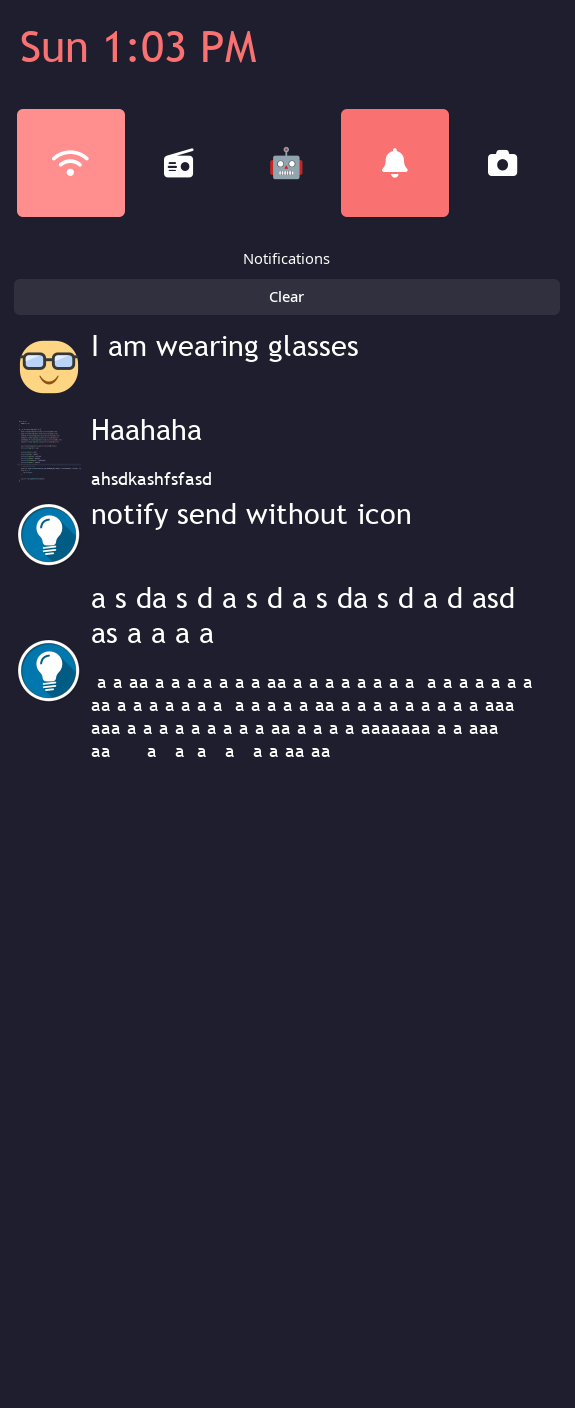 Sun 1:03 PM
Notifications
Clear
I am wearing glasses
Haahaha
ahsdkashfsfasd
notify send without icon
a s da s d a s d a s da s d a d asd
as a a a a
a a aa a a a a a a a aa a a a a a a a a  a a a a a a a
aa a a a a a a a  a a a a a aa a a a a a a a a a aaa
aaa a a a a a a a a a aa a a a a aaaaaaa a a aaa
aa      a   a  a   a   a a aa aa